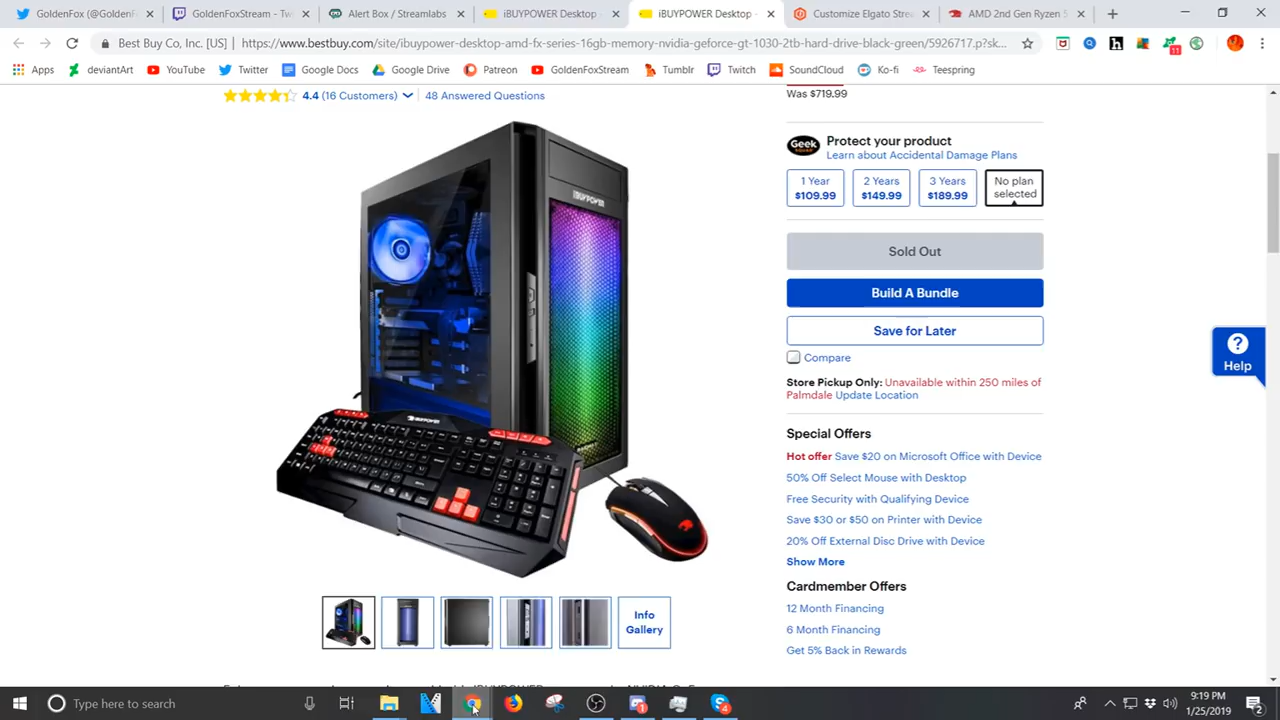 GoldenFox (@GoldenF
GoldenFoxStream - Tw
Alert Box / Streamlabs
iBUYPOWER Desktop
iBUYPOWER Desktop -
Customize Elgato Strea
AMD 2nd Gen Ryzen 5
Best Buy Co, Inc. [US]
https://www.bestbuy.com/site/ibuypower-desktop-amd-fx-series-16gb-memory-nvidia-geforce-gt-1030-2tb-hard-drive-black-green/5926717.p?sk...
11
Apps
deviantArt
YouTube
Twitter
Google Docs
Google Drive
Patreon
GoldenFoxStream
Tumblr
Twitch
SoundCloud
Ko-fi
Teespring
4.4 (16 Customers)
48 Answered Questions
Was $719.99
Geek
Protect your product
Learn about Accidental Damage Plans
1 Year
$109.99
2 Years
$149.99
3 Years
$189.99
No plan
selected
Sold Out
Build A Bundle
Save for Later
Compare
Store Pickup Only: Unavailable within 250 miles of
Palmdale Update Location
Special Offers
Hot offer Save $20 on Microsoft Office with Device
50% Off Select Mouse with Desktop
Free Security with Qualifying Device
Save $30 or $50 on Printer with Device
20% Off External Disc Drive with Device
Show More
Cardmember Offers
12 Month Financing
6 Month Financing
Get 5% Back in Rewards
? Help
iBUYPOWER
iBUYPOWER
Info
Gallery
Type here to search
9:19 PM
1/25/2019